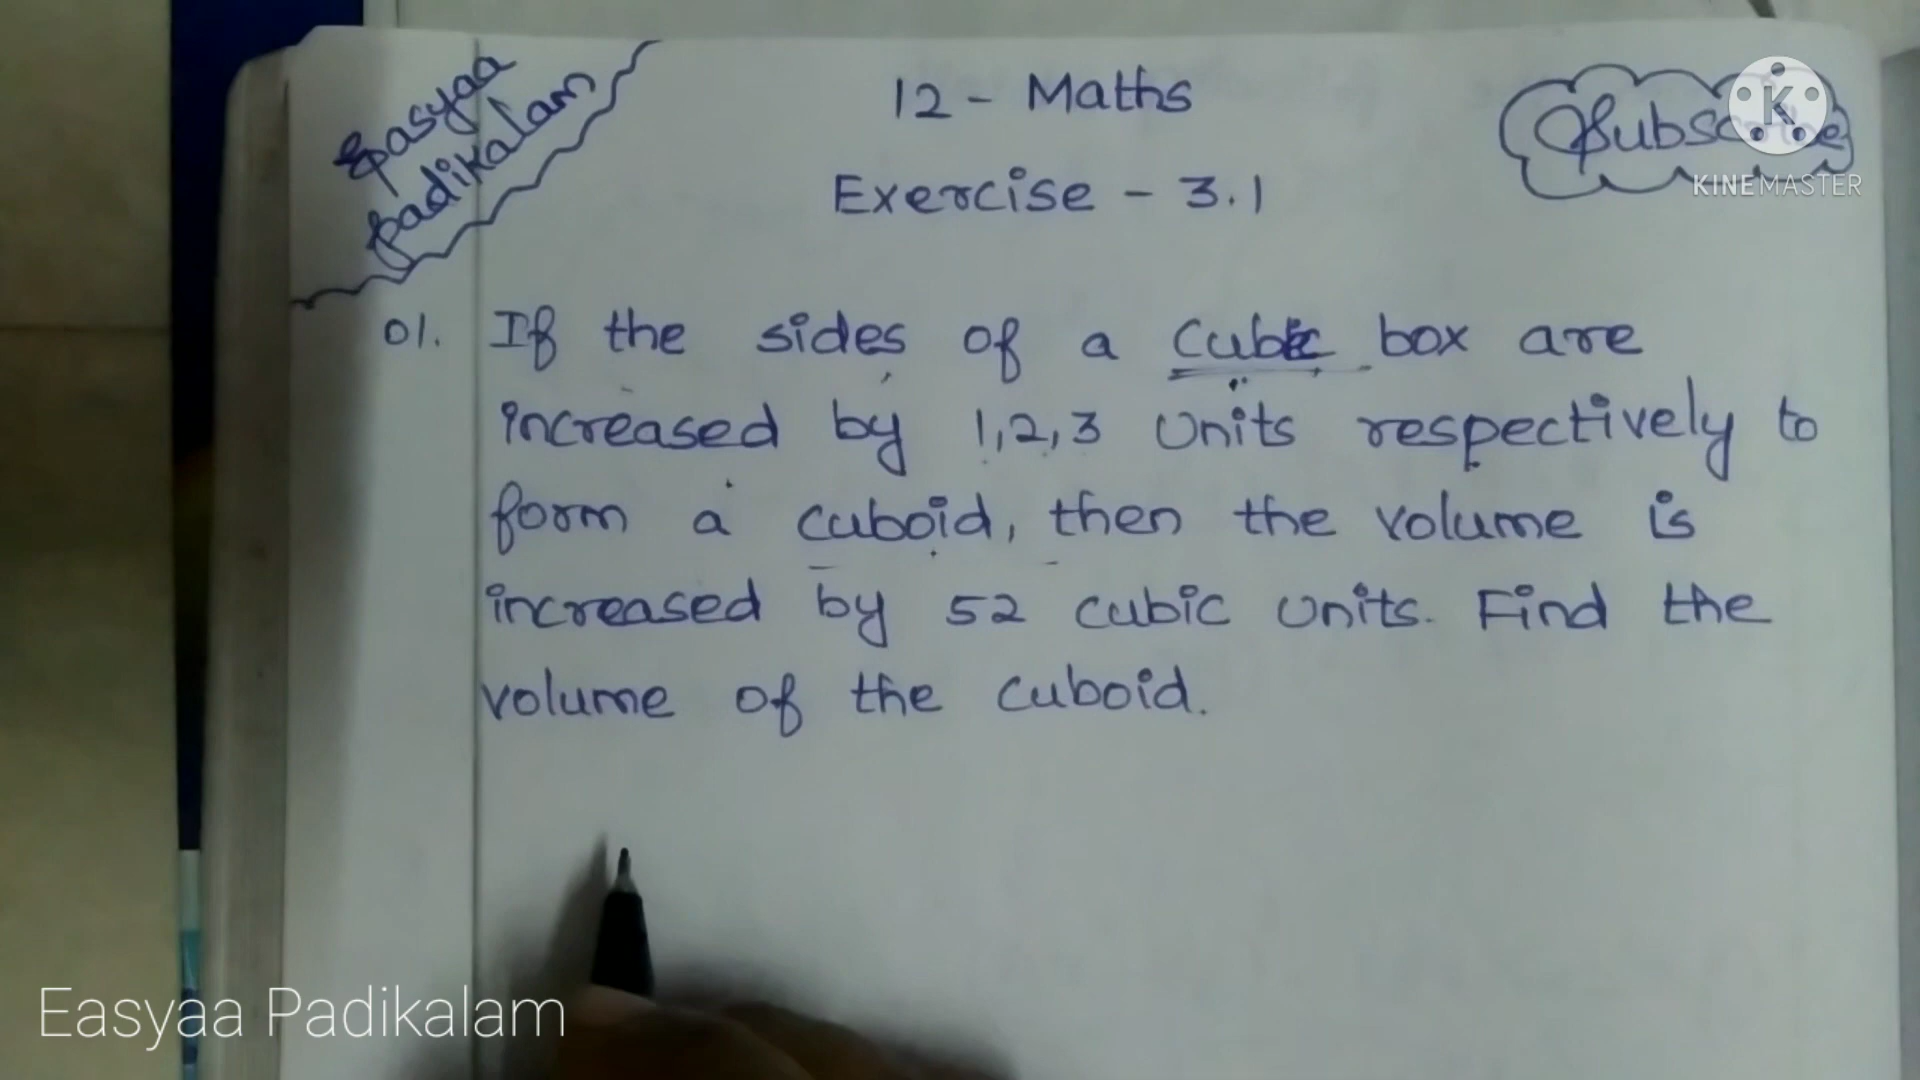 Easyaa
Padikalam
12 - Maths
Exercise - 3.1
Subscribe
KINEMASTER
01. If the sides of a cubic box are
increased by 1,2,3 units respectively to
form a cuboid, then the volume is
increased by 52 cubic units. Find the
volume of the cuboid.
Easyaa Padikalam